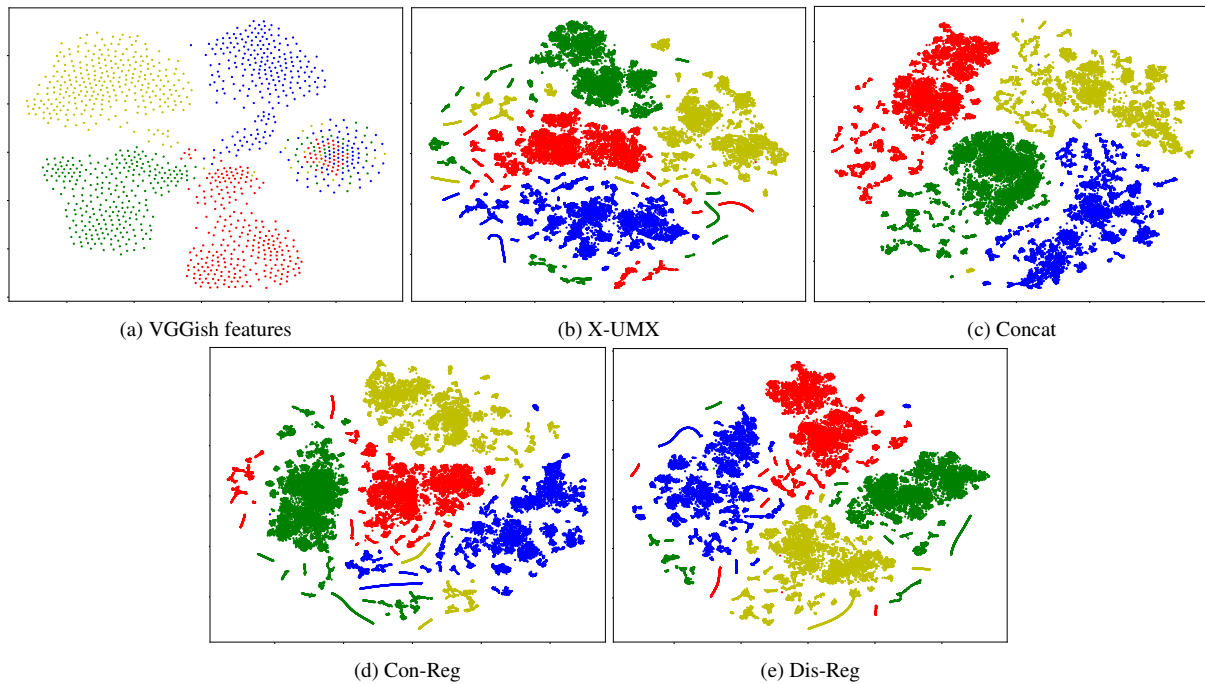 (a) VGGish features
(b) X-UMX
(c) Concat
(d) Con-Reg
(e) Dis-Reg